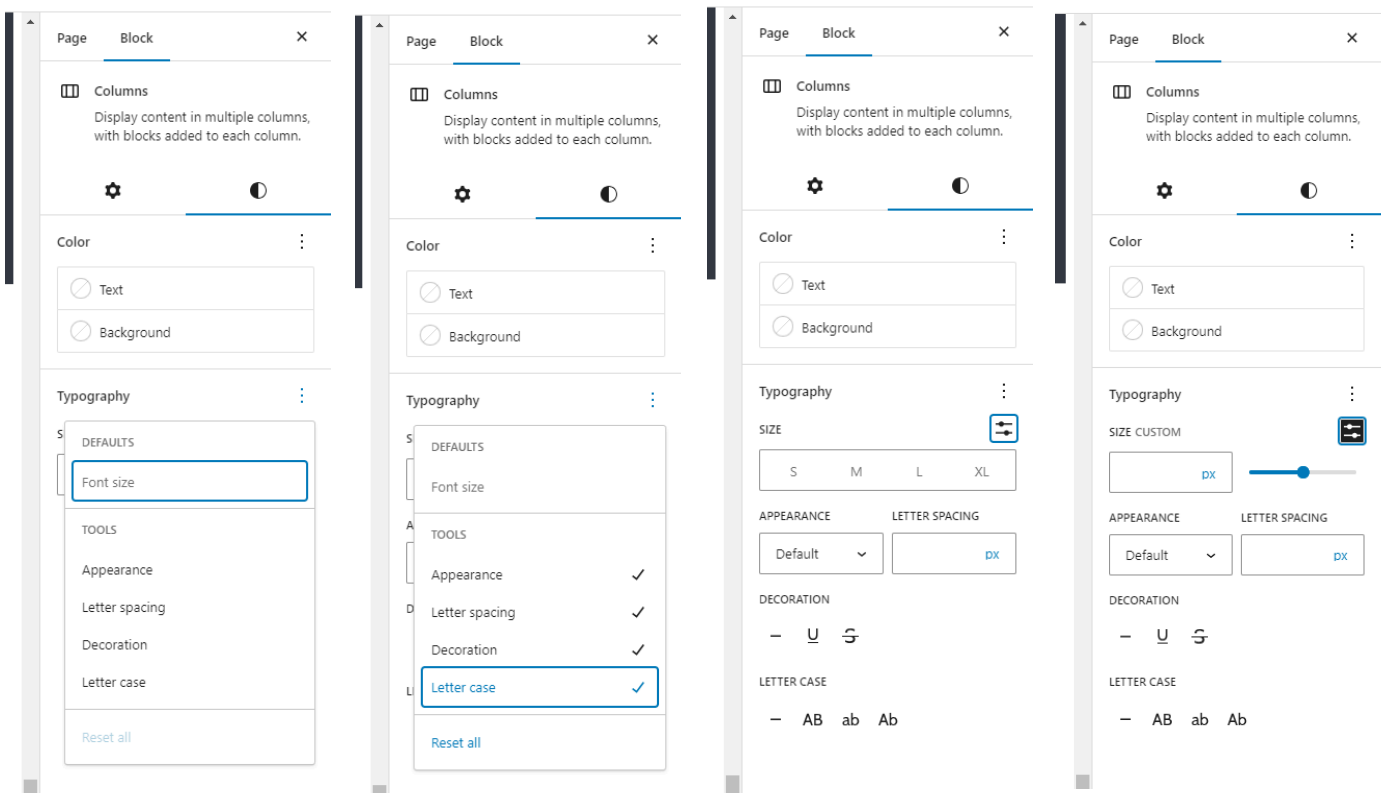 Page Block
Columns
Display content in multiple columns,
with blocks added to each column.
Color
Text
Background
Typography
S
DEFAULTS
Font size
TOOLS
Appearance
Letter spacing
Decoration
Letter case
Reset all
Page Block
Columns
Display content in multiple columns,
with blocks added to each column.
Color
Text
Background
Typography
S
DEFAULTS
Font size
A
TOOLS
Appearance
Letter spacing
D
Decoration
Letter case
Reset all
Page Block
Columns
Display content in multiple columns,
with blocks added to each column.
Color
Text
Background
Typography
SIZE
S M L XL
APPEARANCE LETTER SPACING
Default px
DECORATION
– U S
LETTER CASE
– AB ab Ab
Page Block
Columns
Display content in multiple columns,
with blocks added to each column.
Color
Text
Background
Typography
SIZE CUSTOM
px
APPEARANCE LETTER SPACING
Default px
DECORATION
– U S
LETTER CASE
– AB ab Ab